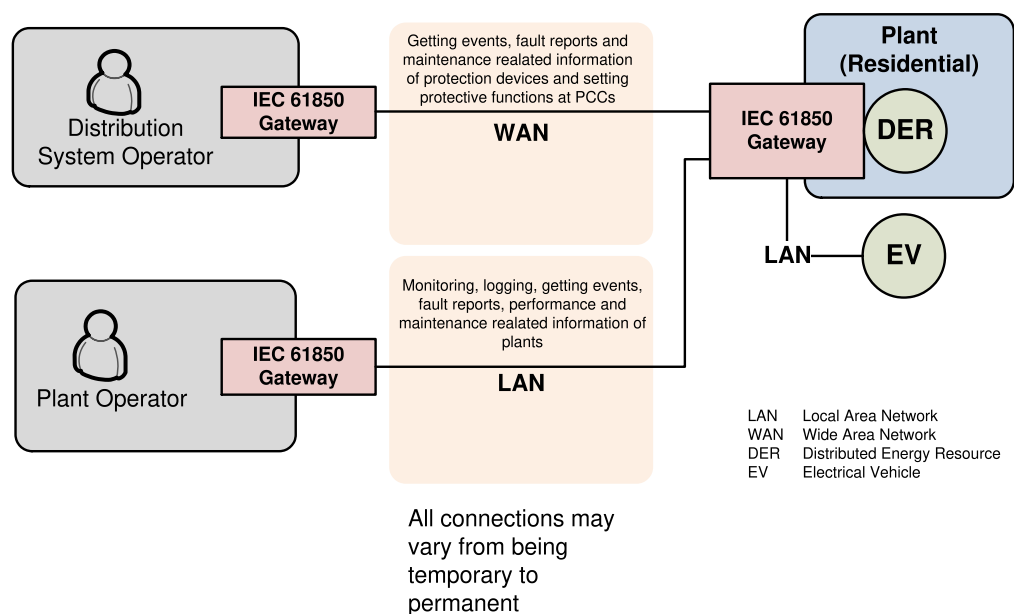 Distribution
System Operator
IEC 61850
Gateway
Getting events, fault reports and
maintenance realated information
of protection devices and setting
protective functions at PCCs
WAN
Plant
(Residential)
IEC 61850
Gateway
DER
LAN
EV
Plant Operator
IEC 61850
Gateway
Monitoring, logging, getting events,
fault reports, performance and
maintenance realated information of
plants
LAN
LAN Local Area Network
WAN Wide Area Network
DER Distributed Energy Resource
EV Electrical Vehicle
All connections may
vary from being
temporary to
permanent